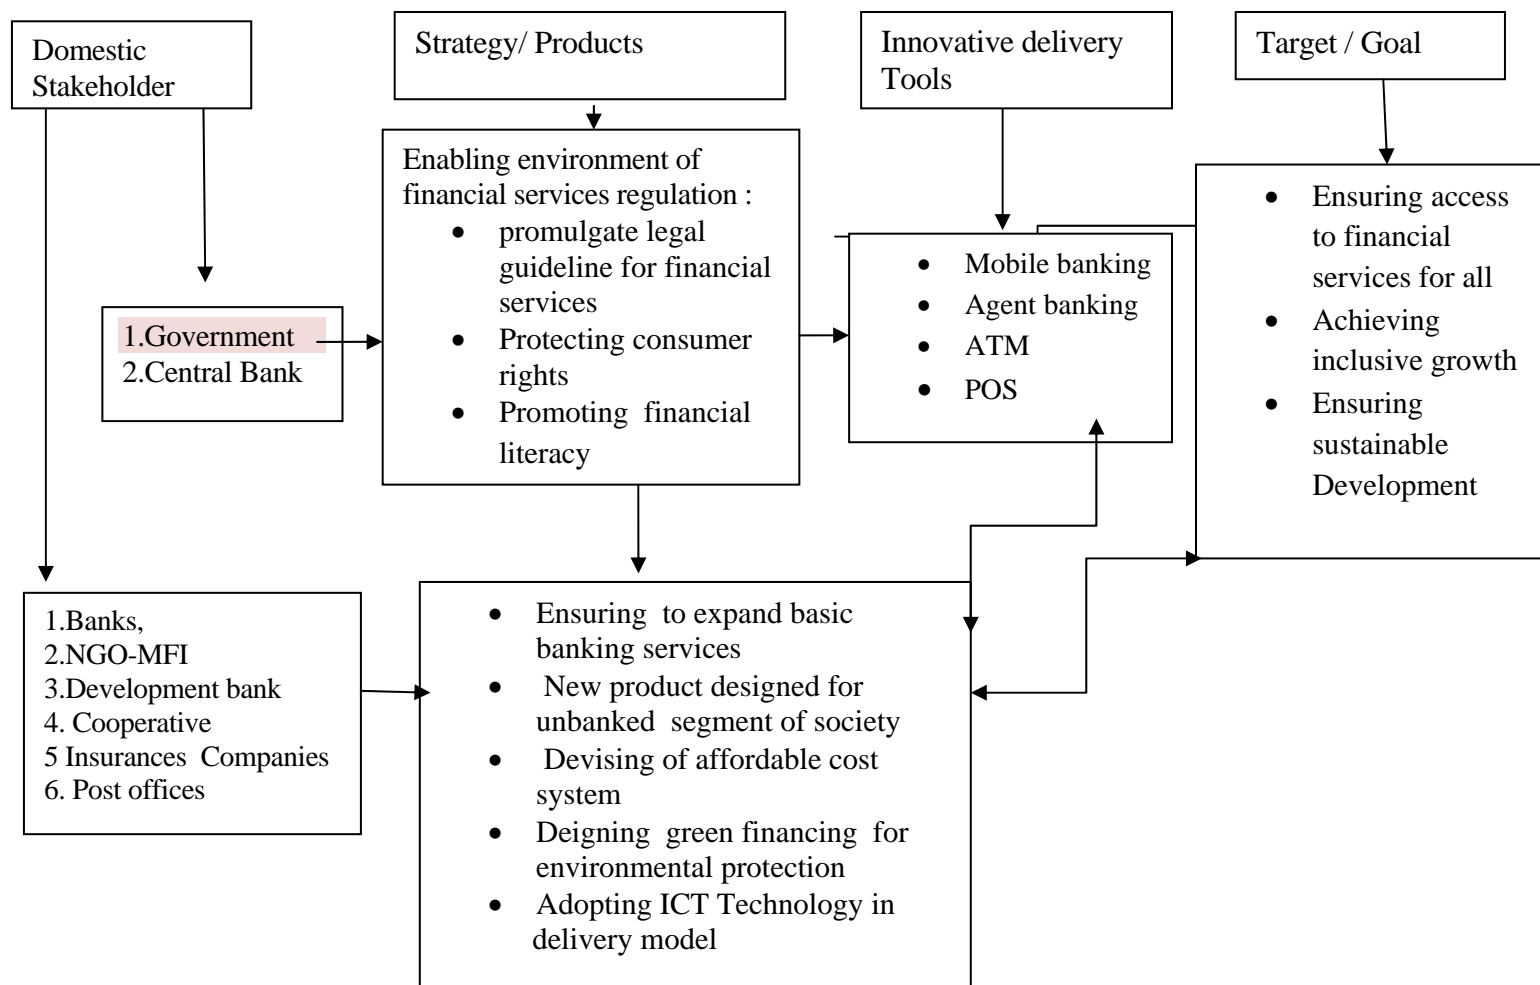 Domestic
Stakeholder
Strategy/ Products
Innovative delivery
Tools
Target / Goal
Enabling environment of
financial services regulation :
• promulgate legal
guideline for financial
services
• Protecting consumer
rights
• Promoting financial
literacy
• Mobile banking
• Agent banking
• ATM
• POS
• Ensuring access
to financial
services for all
• Achieving
inclusive growth
• Ensuring
sustainable
Development
1.Government
2.Central Bank
1.Banks,
2.NGO-MFI
3.Development bank
4. Cooperative
5 Insurances Companies
6. Post offices
• Ensuring to expand basic
banking services
• New product designed for
unbanked segment of society
• Devising of affordable cost
system
• Deigning green financing for
environmental protection
• Adopting ICT Technology in
delivery model